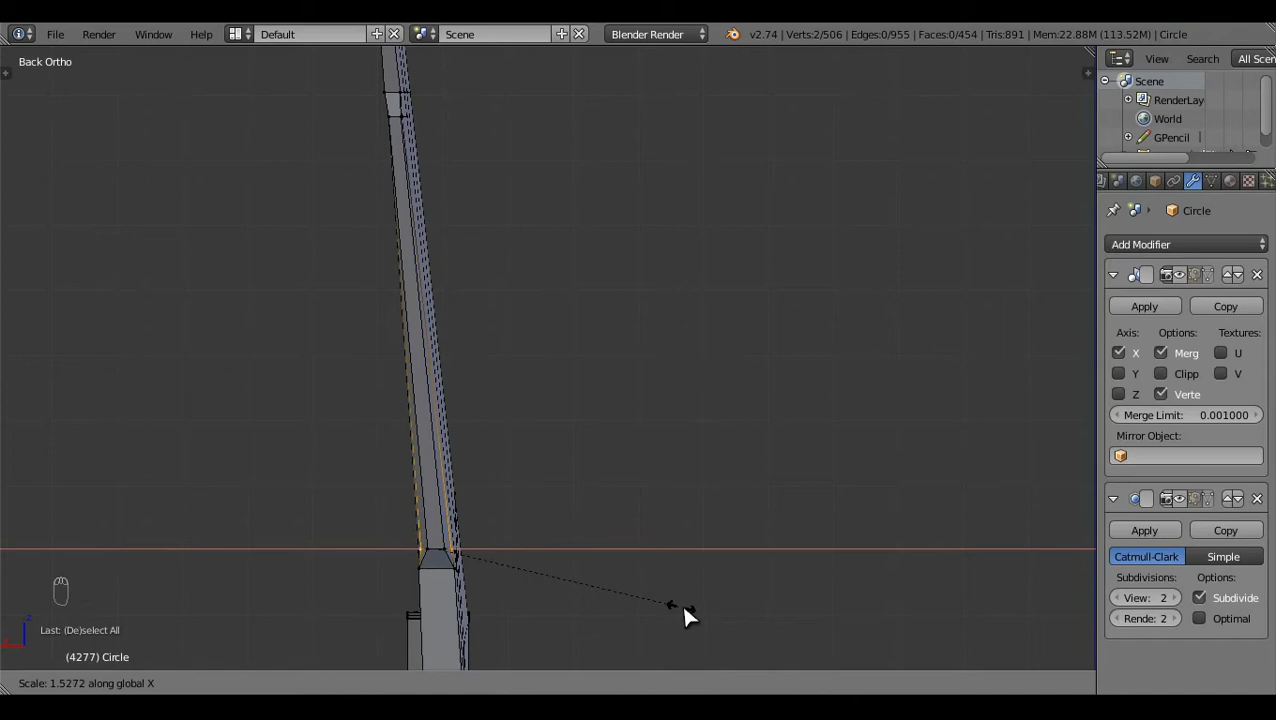 File Render Window Help Default Scene Blender Render v2.74 | Verts:2/506 | Edges:0/955 | Faces:0/454 | Tris:891 | Mem:22.88M (113.52M) | Circle
View Search All Scen
Back Ortho
Scene
RenderLay
World
GPencil
Circle
Add Modifier
Apply Copy
Axis: Options: Textures:
X Merg U
Y Clipp V
Z Verte
Merge Limit: 0.001000
Mirror Object:
Apply Copy
Catmull-Clark Simple
Subdivisions: Options:
View: 2 Subdivide
Rende: 2 Optimal
z
Last: (De)select All
(4277) Circle
Scale: 1.5272 along global X